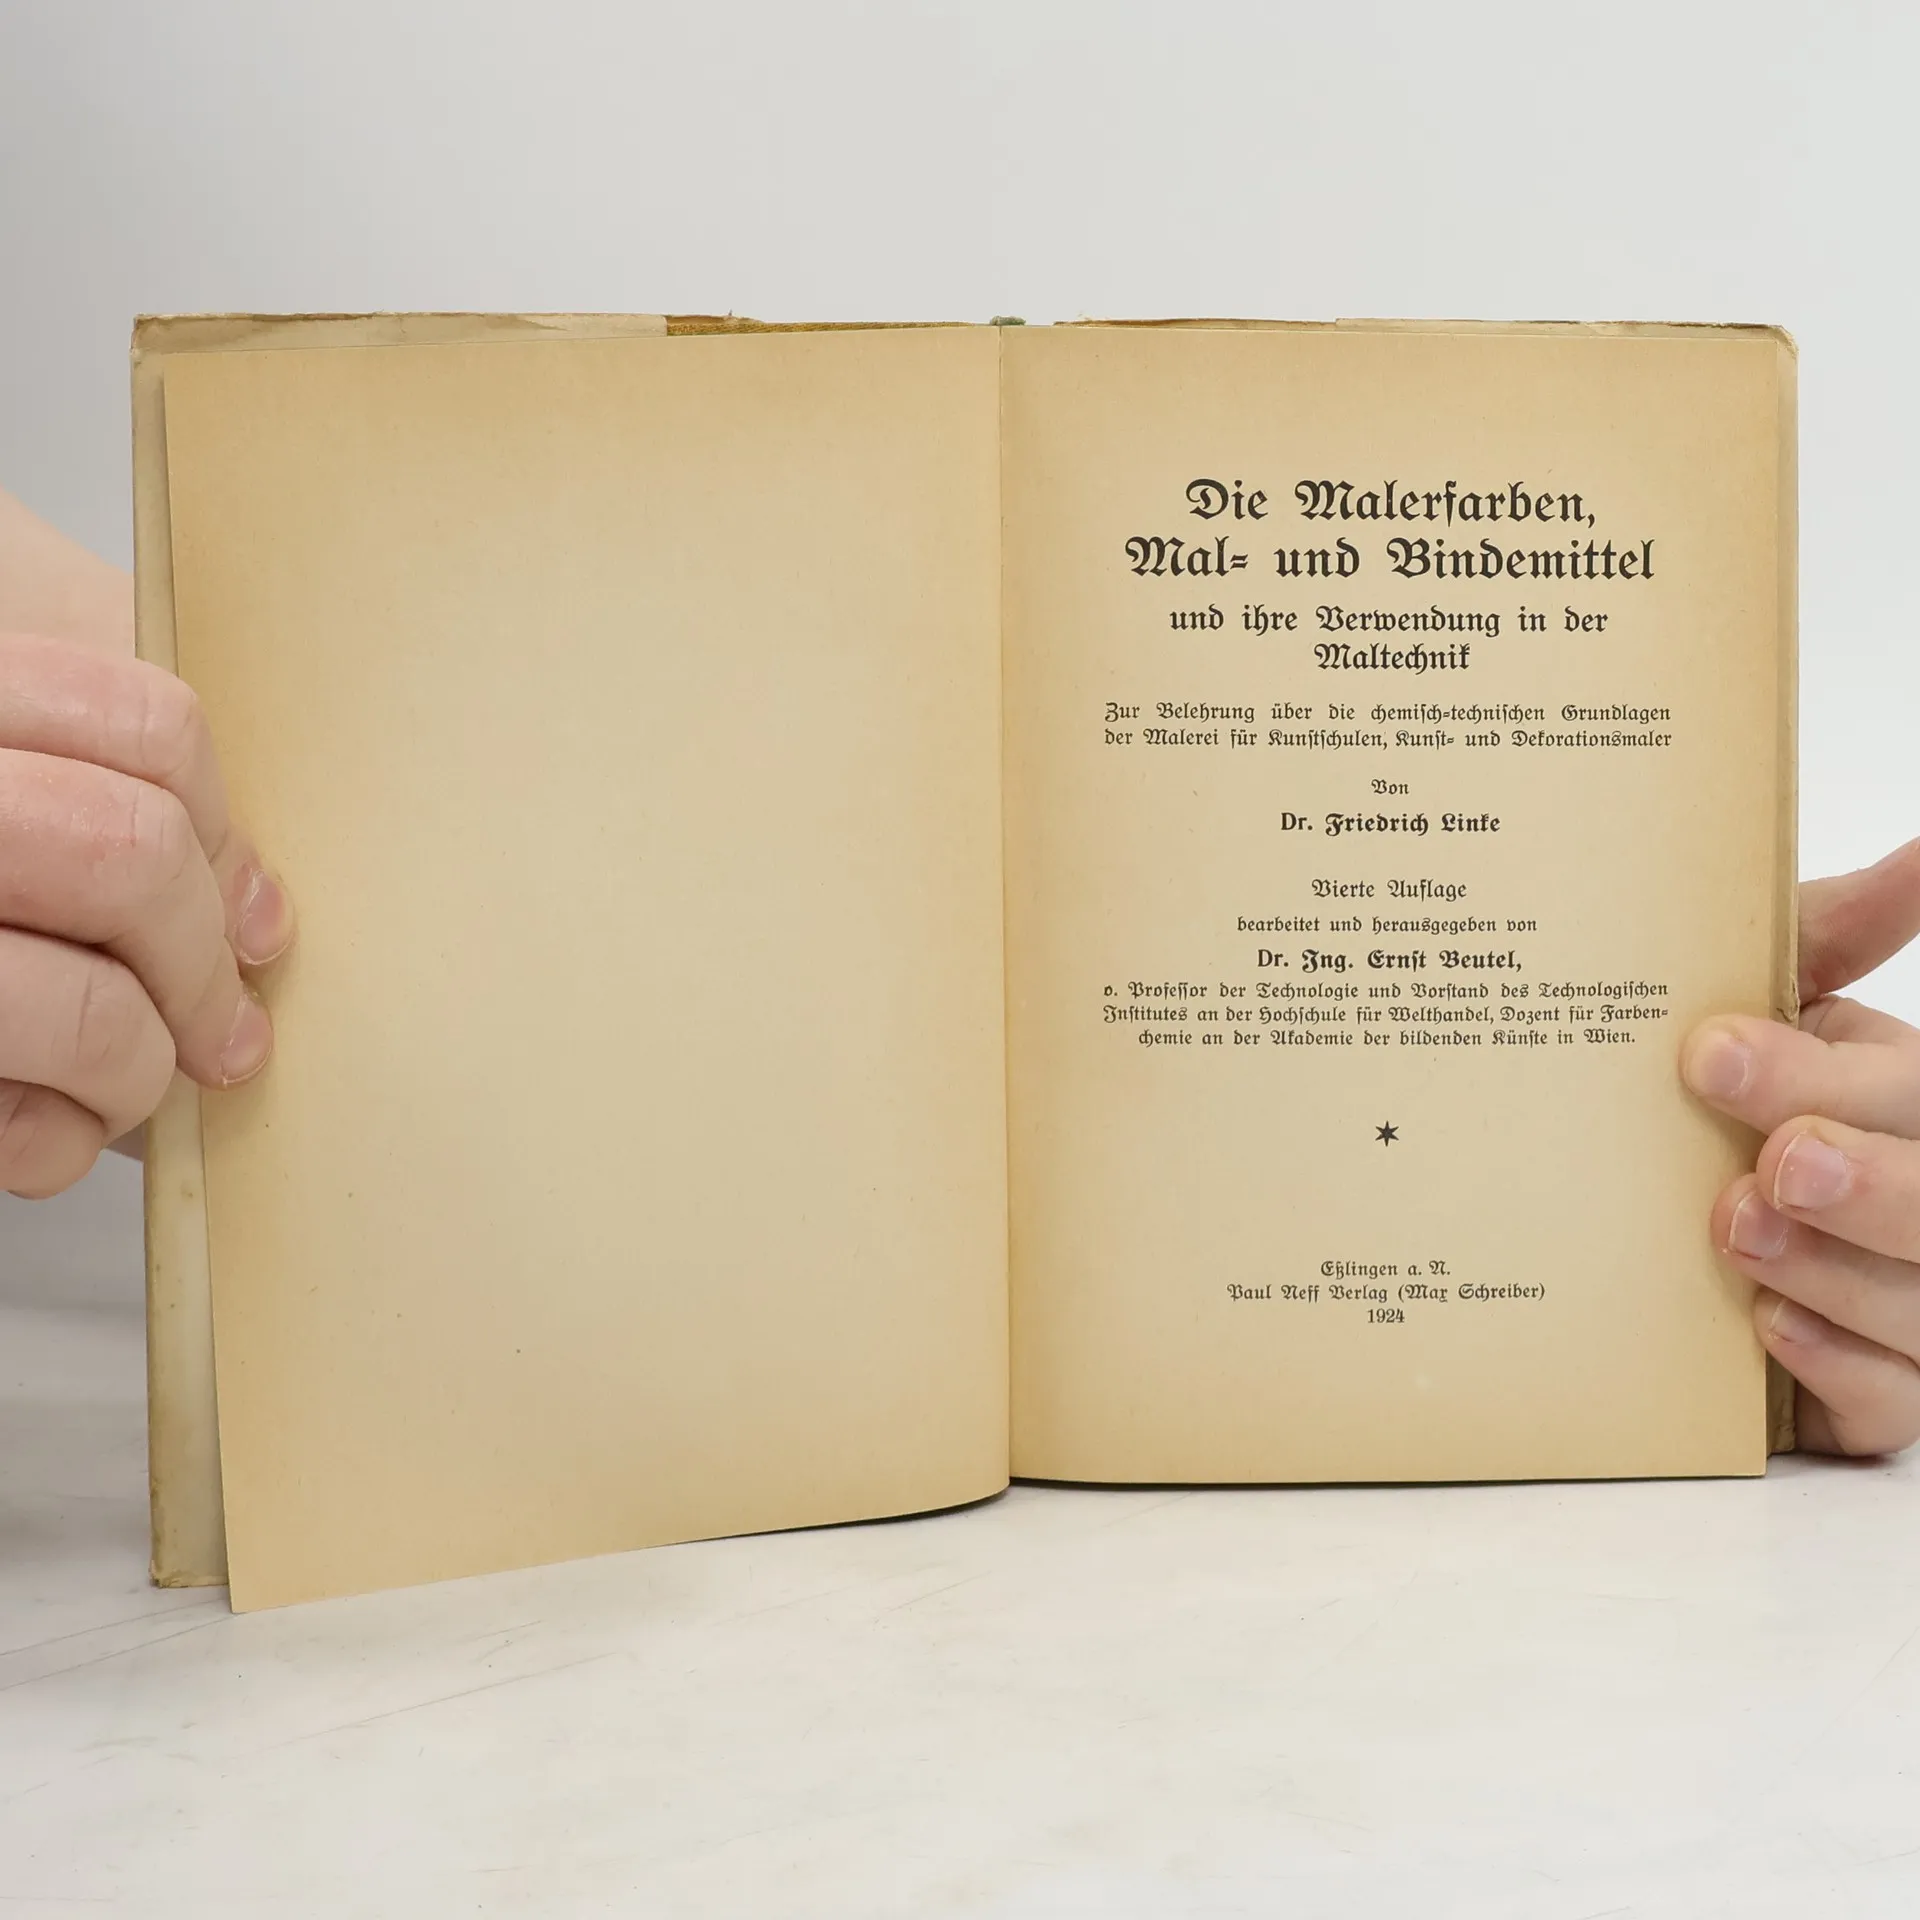 Die Malerfarben,
Mal- und Bindemittel
und ihre Verwendung in der
Maltechnik
Zur Belehrung über die chemisch-technischen Grundlagen
der Malerei für Kunstschulen, Kunst- und Dekorationsmaler
Von
Dr. Friedrich Linke
Vierte Auflage
bearbeitet und herausgegeben von
Dr. Ing. Ernst Beutel,
o. Professor der Technologie und Vorstand des Technologischen
Institutes an der Hochschule für Welthandel, Dozent für Farben-
chemie an der Akademie der bildenden Künste in Wien.
Eßlingen a. N.
Paul Neff Verlag (Max Schreiber)
1924